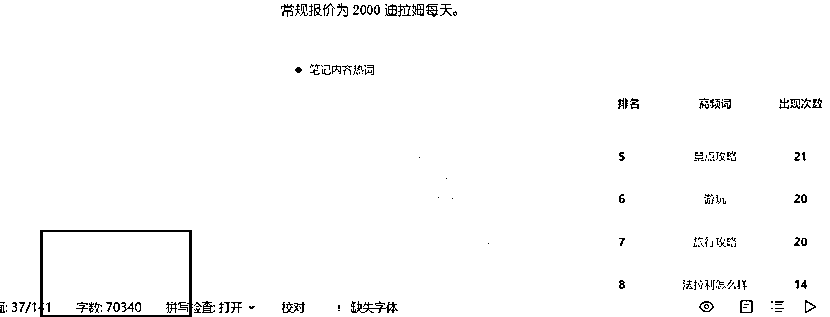 常规报价为 2000 迪拉姆每天。
● 笔记内容热词
排名 高频词 出现次数
5 景点攻略 21
6 游玩 20
7 旅行攻略 20
8 法拉利怎么样 14
面: 37/141 字数: 70340 拼写检查: 打开 校对 ! 缺失字体